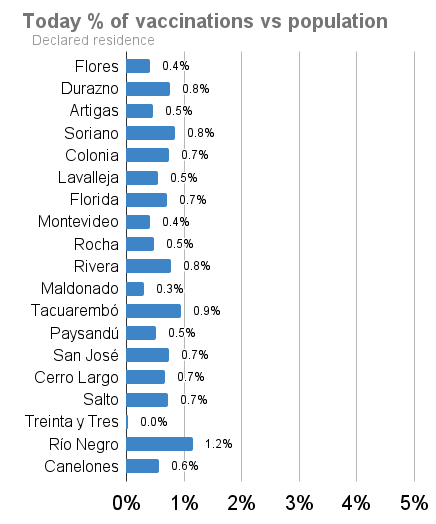 Today % of vaccinations vs population
Declared residence
Flores 0.4%
Durazno 0.8%
Artigas 0.5%
Soriano 0.8%
Colonia 0.7%
Lavalleja 0.5%
Florida 0.7%
Montevideo 0.4%
Rocha 0.5%
Rivera 0.8%
Maldonado 0.3%
Tacuarembó 0.9%
Paysandú 0.5%
San José 0.7%
Cerro Largo 0.7%
Salto 0.7%
Treinta y Tres 0.0%
Río Negro 1.2%
Canelones 0.6%
0% 1% 2% 3% 4% 5%